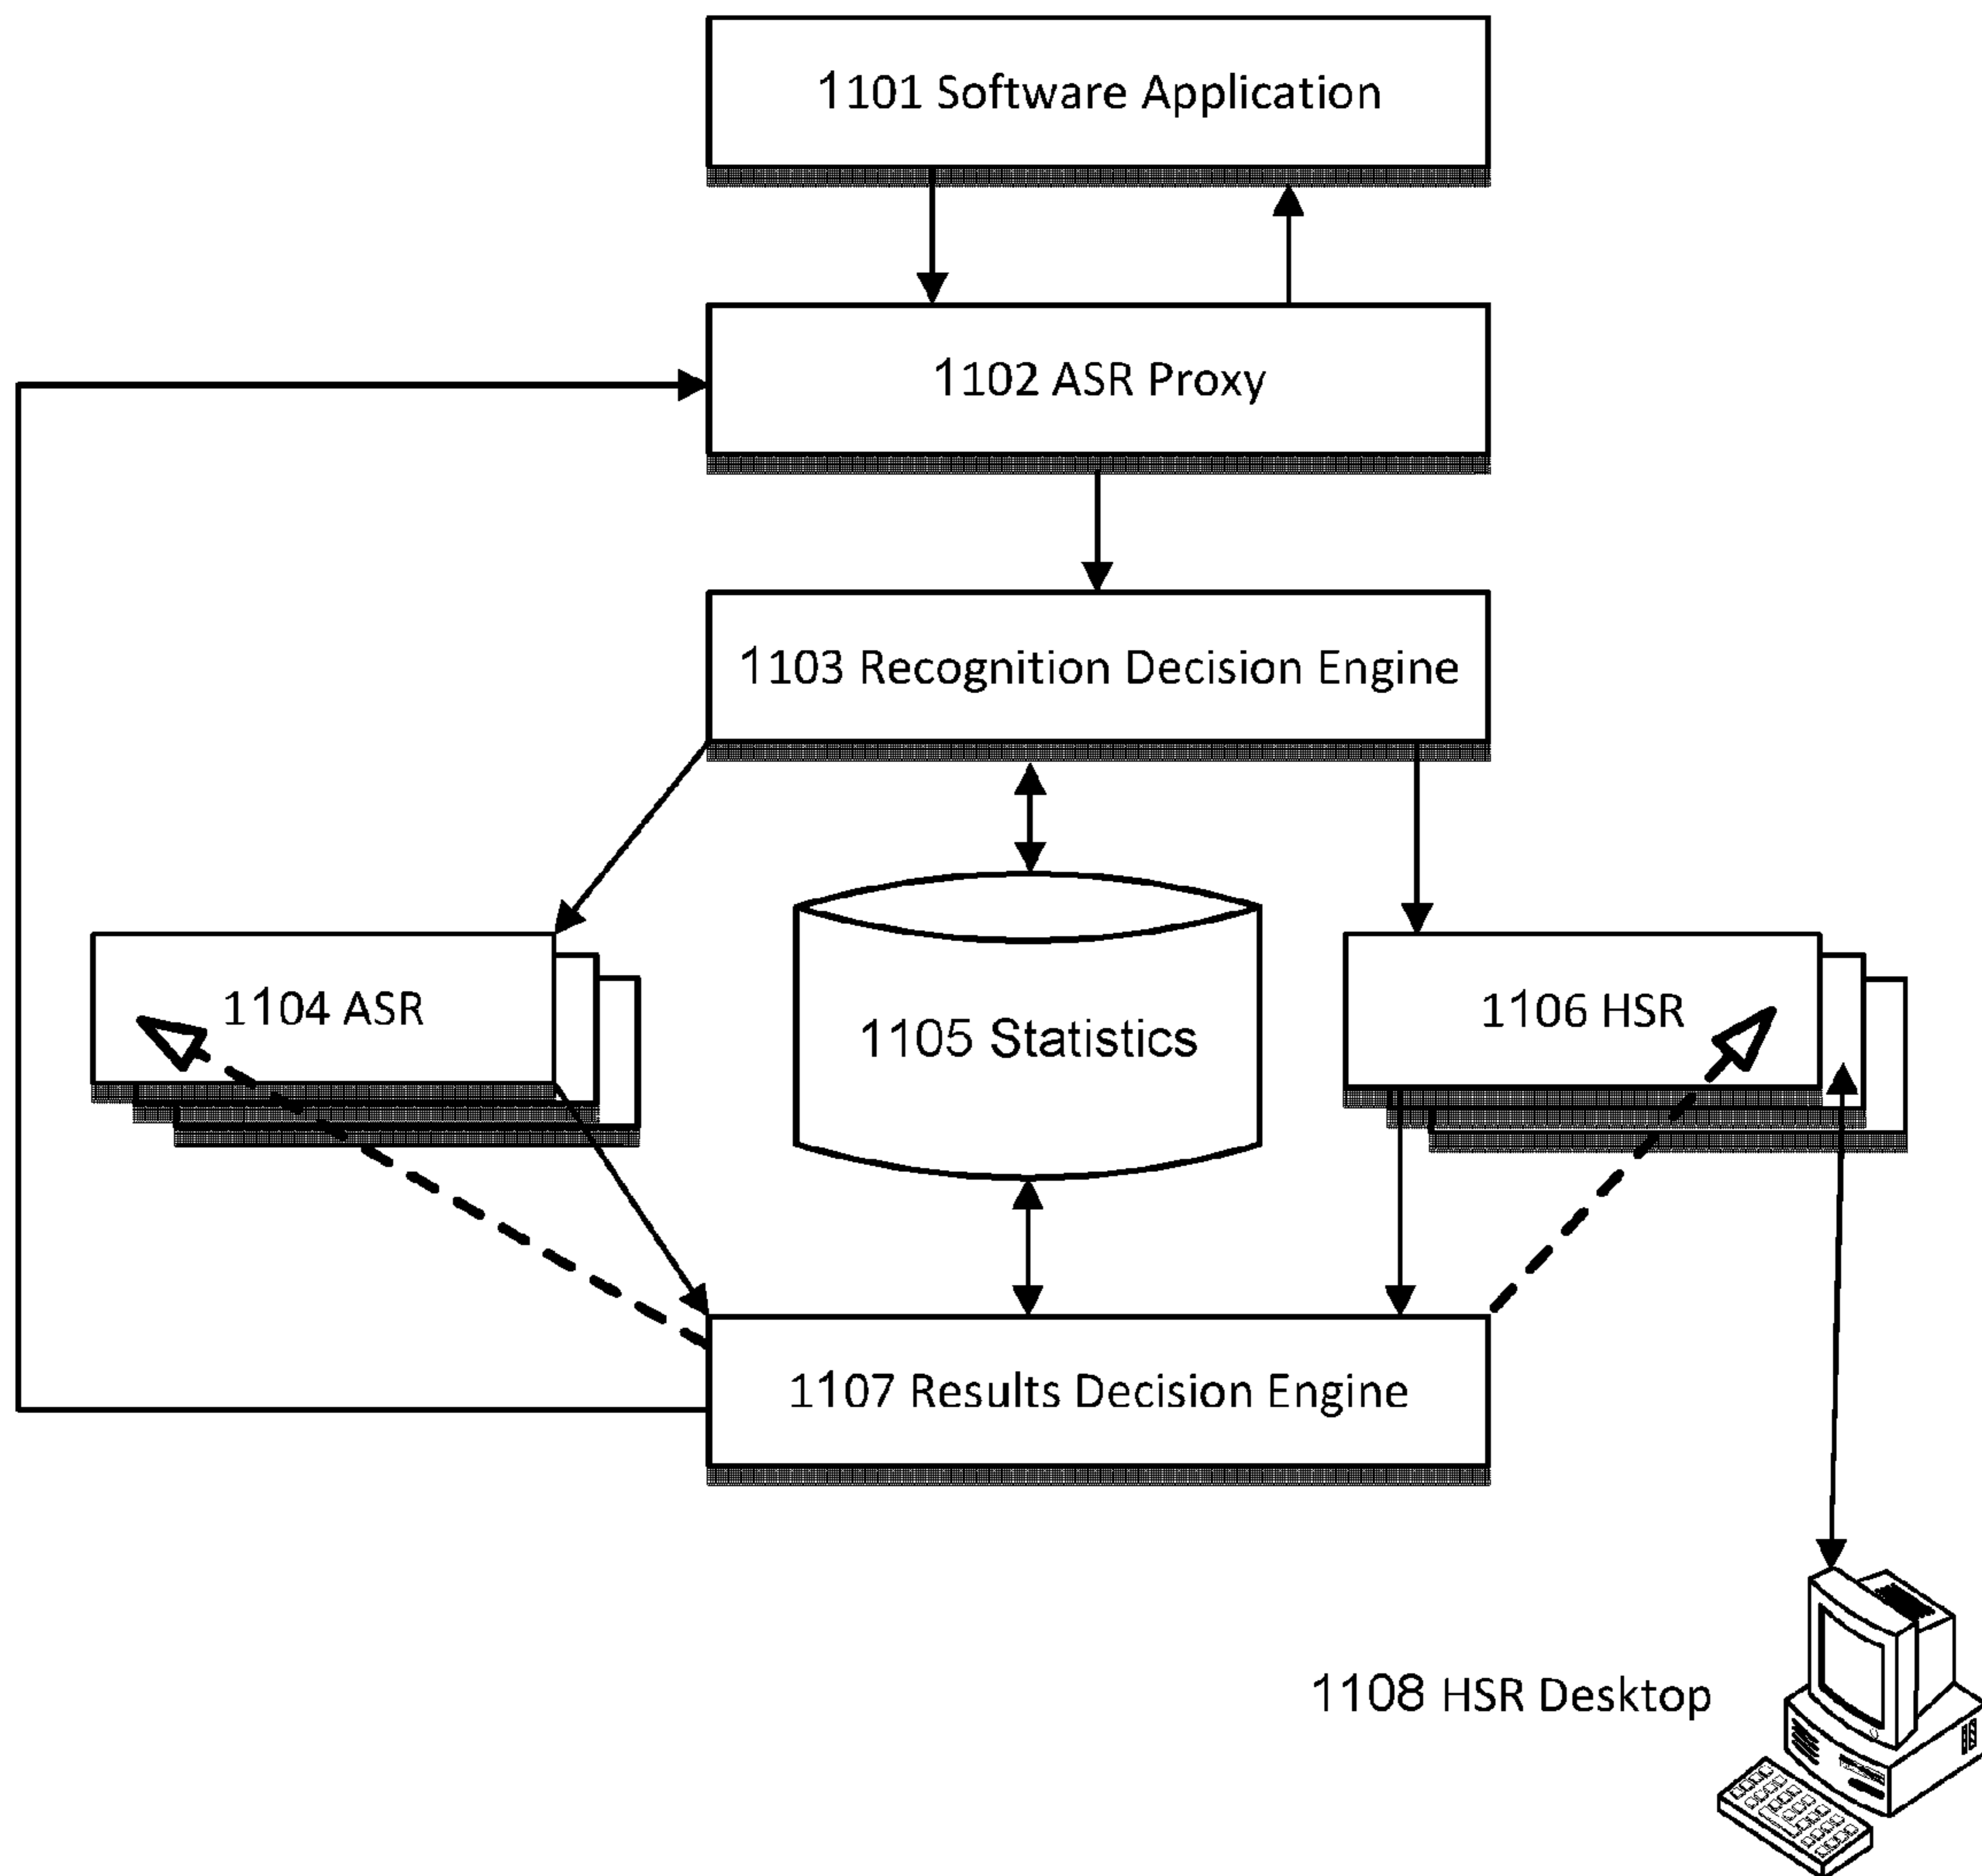 1101 Software Application
1102 ASR Proxy
1103 Recognition Decision Engine
1104 ASR
1105 Statistics
1106 HSR
1107 Results Decision Engine
1108 HSR Desktop